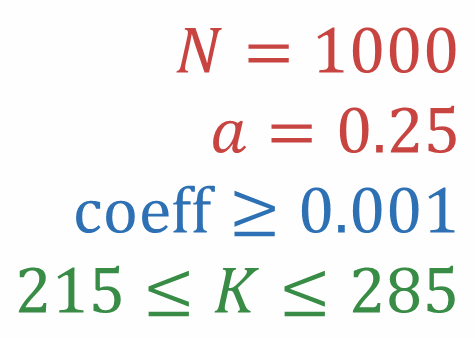 N = 1000
a = 0.25
coeff ≥ 0.001
215 ≤ K ≤ 285